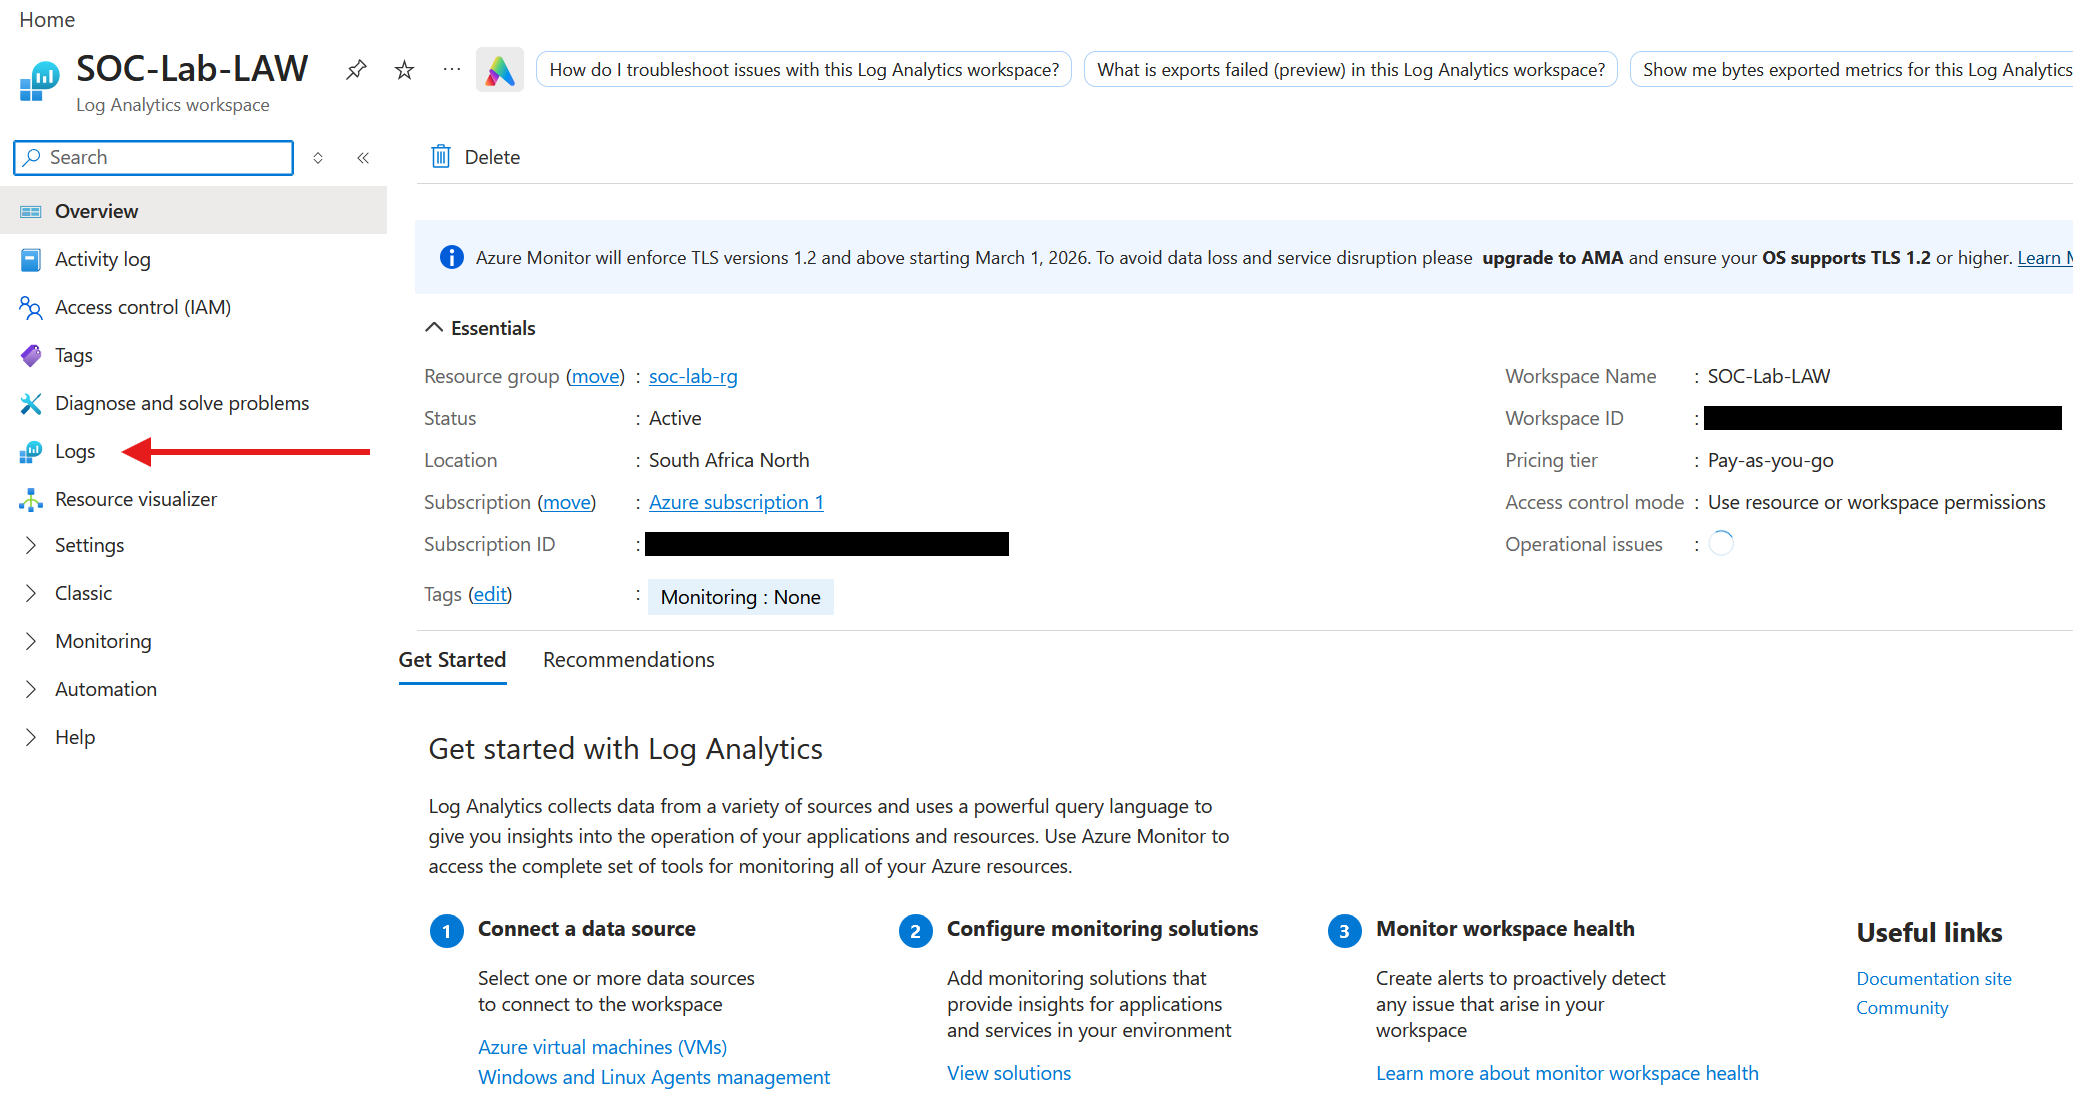 Home
SOC-Lab-LAW
Log Analytics workspace
How do I troubleshoot issues with this Log Analytics workspace?
What is exports failed (preview) in this Log Analytics workspace?
Show me bytes exported metrics for this Log Analytics
Search
Delete
Overview
Activity log
Access control (IAM)
Tags
Diagnose and solve problems
Logs
Resource visualizer
Settings
Classic
Monitoring
Automation
Help
Azure Monitor will enforce TLS versions 1.2 and above starting March 1, 2026. To avoid data loss and service disruption please upgrade to AMA and ensure your OS supports TLS 1.2 or higher. Learn M
Essentials
Resource group (move) : soc-lab-rg
Status : Active
Location : South Africa North
Subscription (move) : Azure subscription 1
Subscription ID :
Tags (edit) : Monitoring : None
Workspace Name : SOC-Lab-LAW
Workspace ID :
Pricing tier : Pay-as-you-go
Access control mode : Use resource or workspace permissions
Operational issues :
Get Started
Recommendations
Get started with Log Analytics
Log Analytics collects data from a variety of sources and uses a powerful query language to
give you insights into the operation of your applications and resources. Use Azure Monitor to
access the complete set of tools for monitoring all of your Azure resources.
1 Connect a data source
Select one or more data sources
to connect to the workspace
Azure virtual machines (VMs)
Windows and Linux Agents management
2 Configure monitoring solutions
Add monitoring solutions that
provide insights for applications
and services in your environment
View solutions
3 Monitor workspace health
Create alerts to proactively detect
any issue that arise in your
workspace
Learn more about monitor workspace health
Useful links
Documentation site
Community